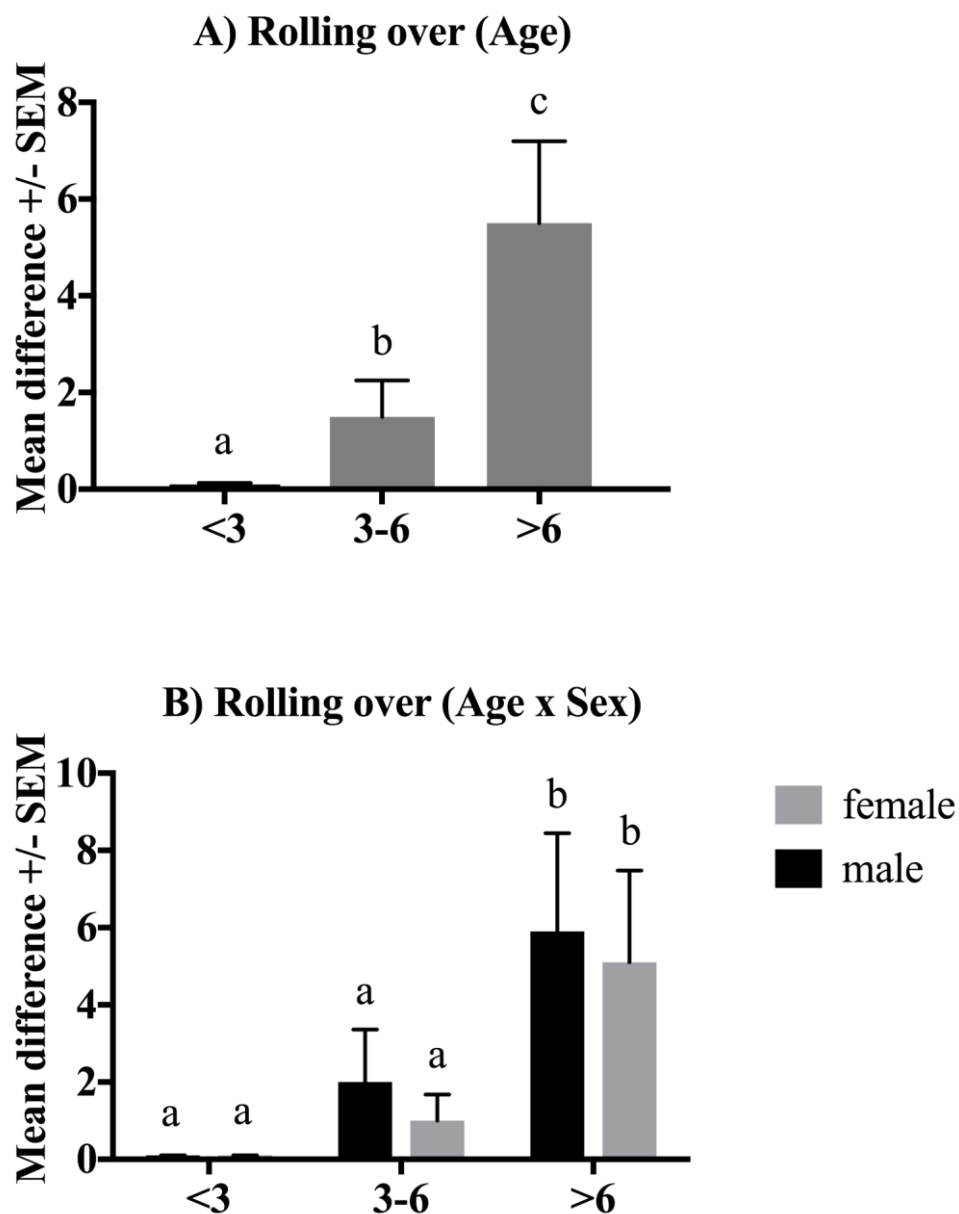 A) Rolling over (Age)
Mean difference +/- SEM
8
6
4
2
0
a
b
c
<3
3-6
>6
B) Rolling over (Age x Sex)
Mean difference +/- SEM
10
8
6
4
2
0
a
a
a
a
b
b
<3
3-6
>6
female
male